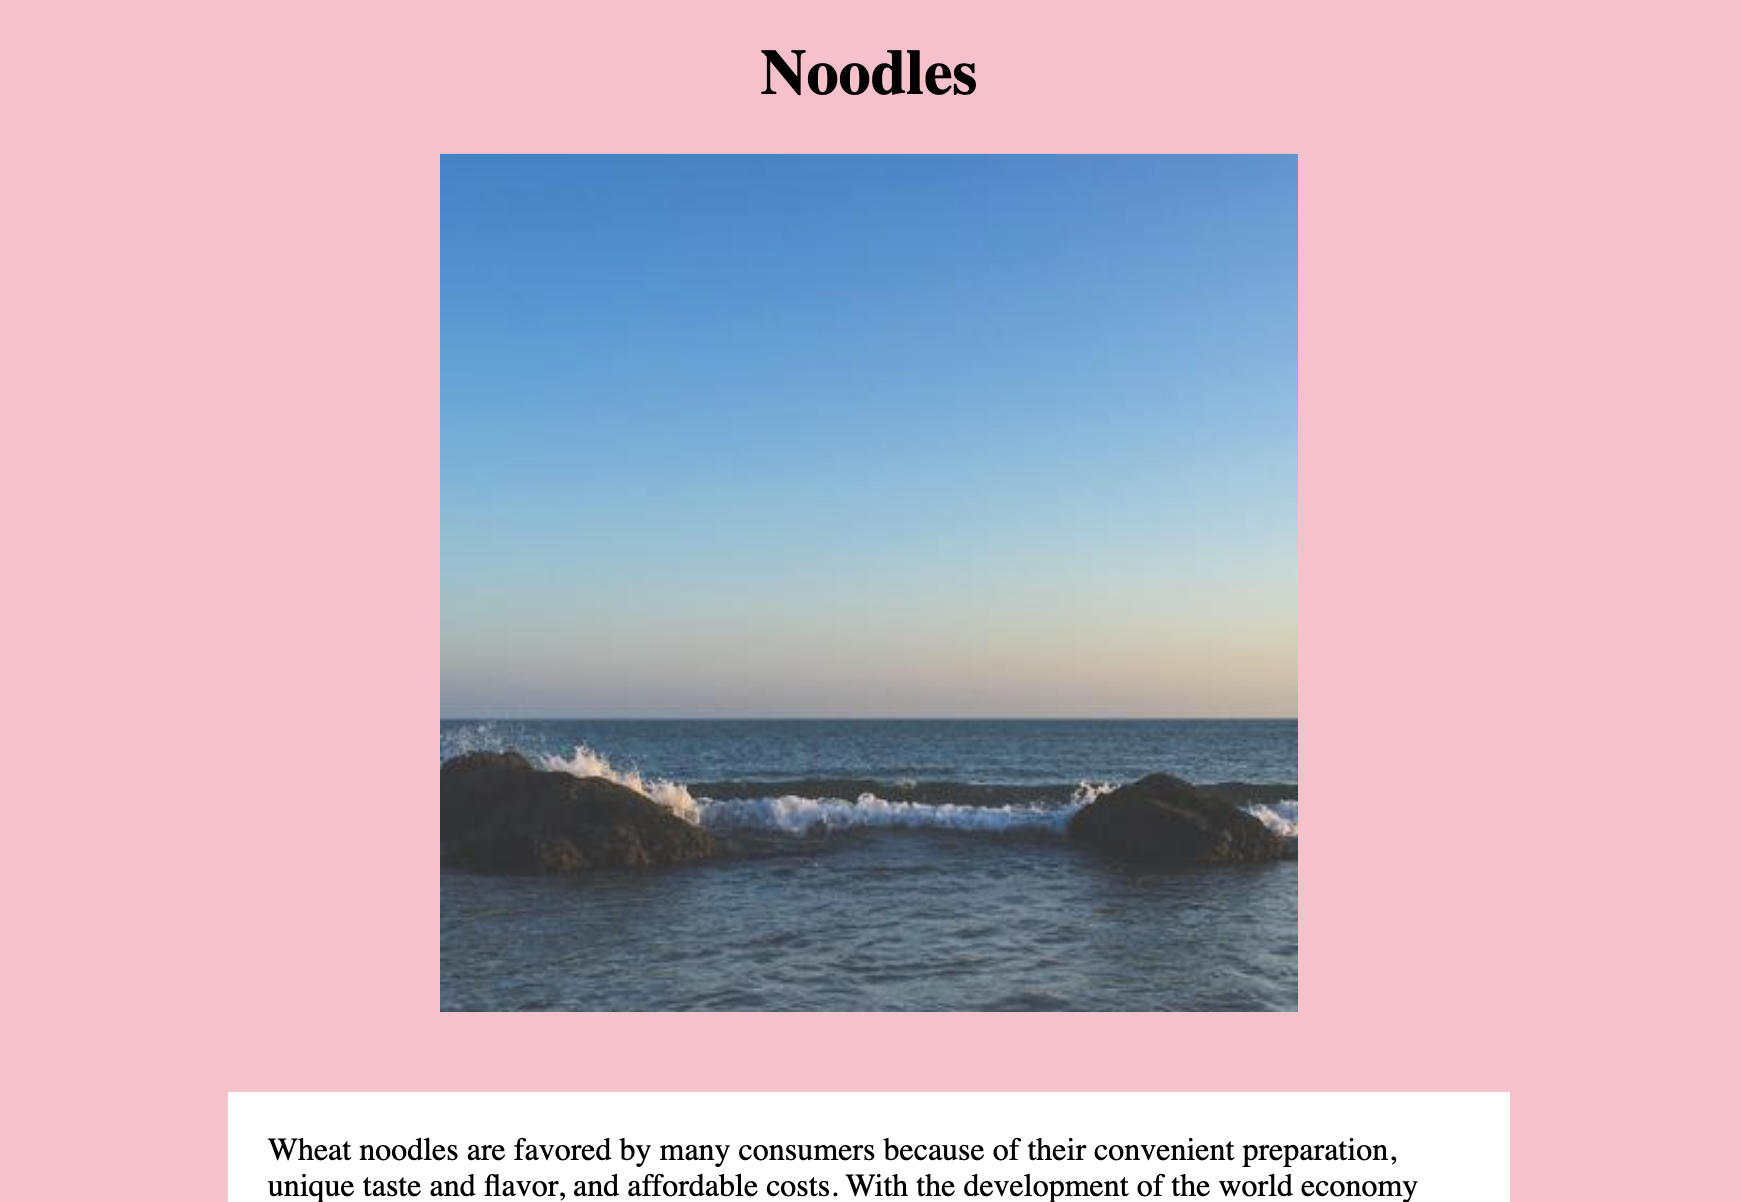 Noodles
Wheat noodles are favored by many consumers because of their convenient preparation,
unique taste and flavor, and affordable costs. With the development of the world economy